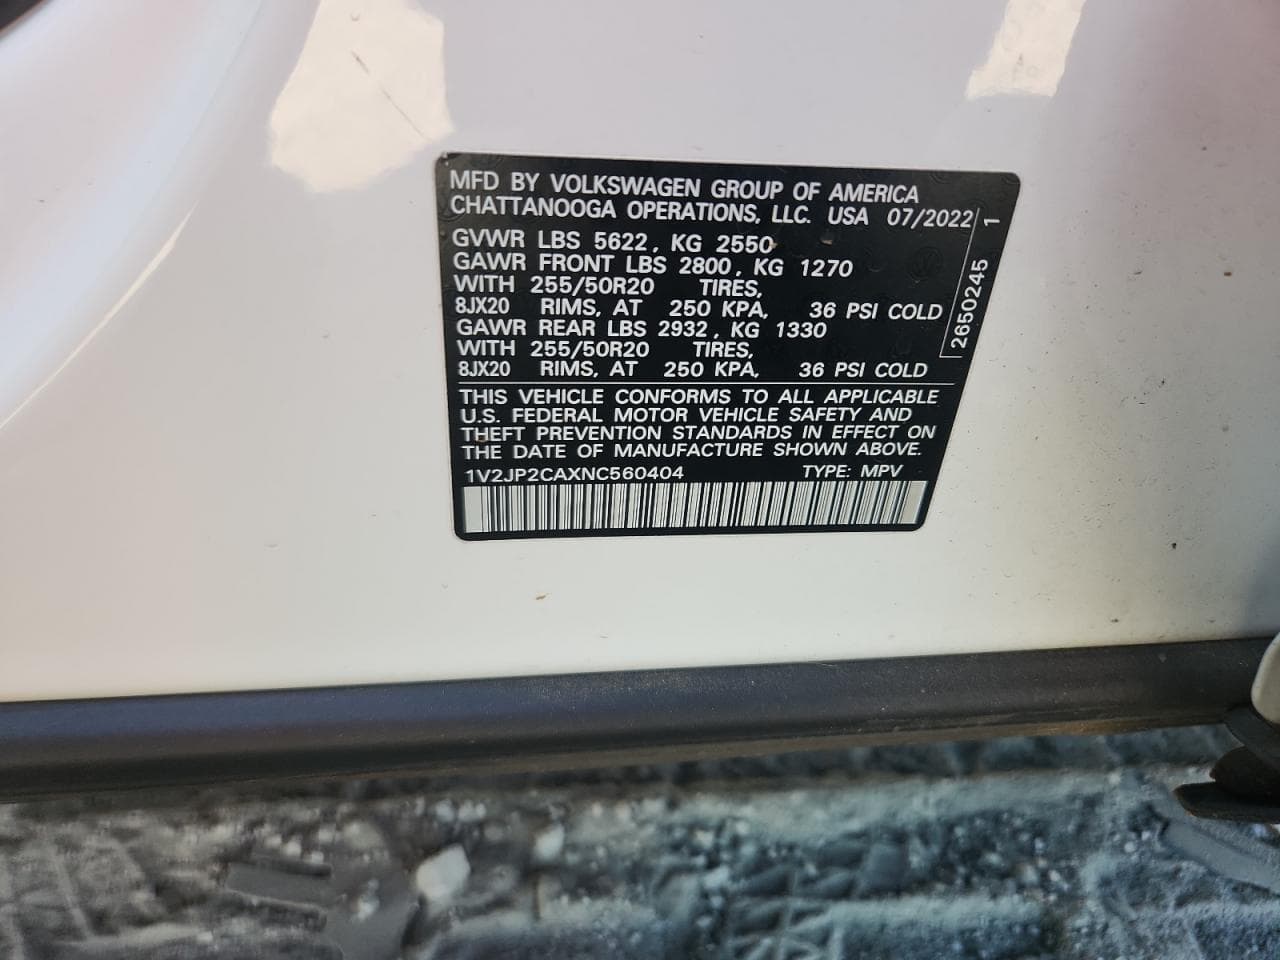 MFD BY VOLKSWAGEN GROUP OF AMERICA
CHATTANOOGA OPERATIONS, LLC. USA 07/2022
GVWR LBS 5622, KG 2550
GAWR FRONT LBS 2800, KG 1270
WITH 255/50R20 TIRES,
8JX20 RIMS, AT 250 KPA, 36 PSI COLD
GAWR REAR LBS 2932, KG 1330
WITH 255/50R20 TIRES,
8JX20 RIMS, AT 250 KPA, 36 PSI COLD
2650245 1
THIS VEHICLE CONFORMS TO ALL APPLICABLE
U.S. FEDERAL MOTOR VEHICLE SAFETY AND
THEFT PREVENTION STANDARDS IN EFFECT ON
THE DATE OF MANUFACTURE SHOWN ABOVE.
1V2JP2CAXNC560404 TYPE: MPV